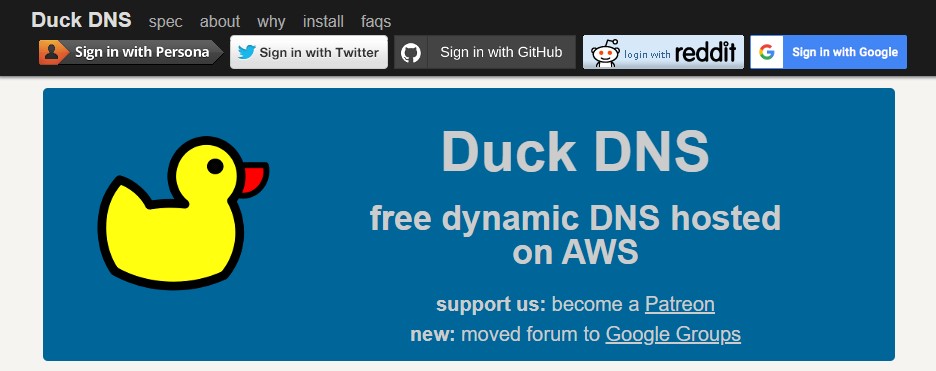 Duck DNS spec about why install faqs
Sign in with Persona Sign in with Twitter Sign in with GitHub login with reddit Sign in with Google
Duck DNS
free dynamic DNS hosted
on AWS
support us: become a Patreon
new: moved forum to Google Groups